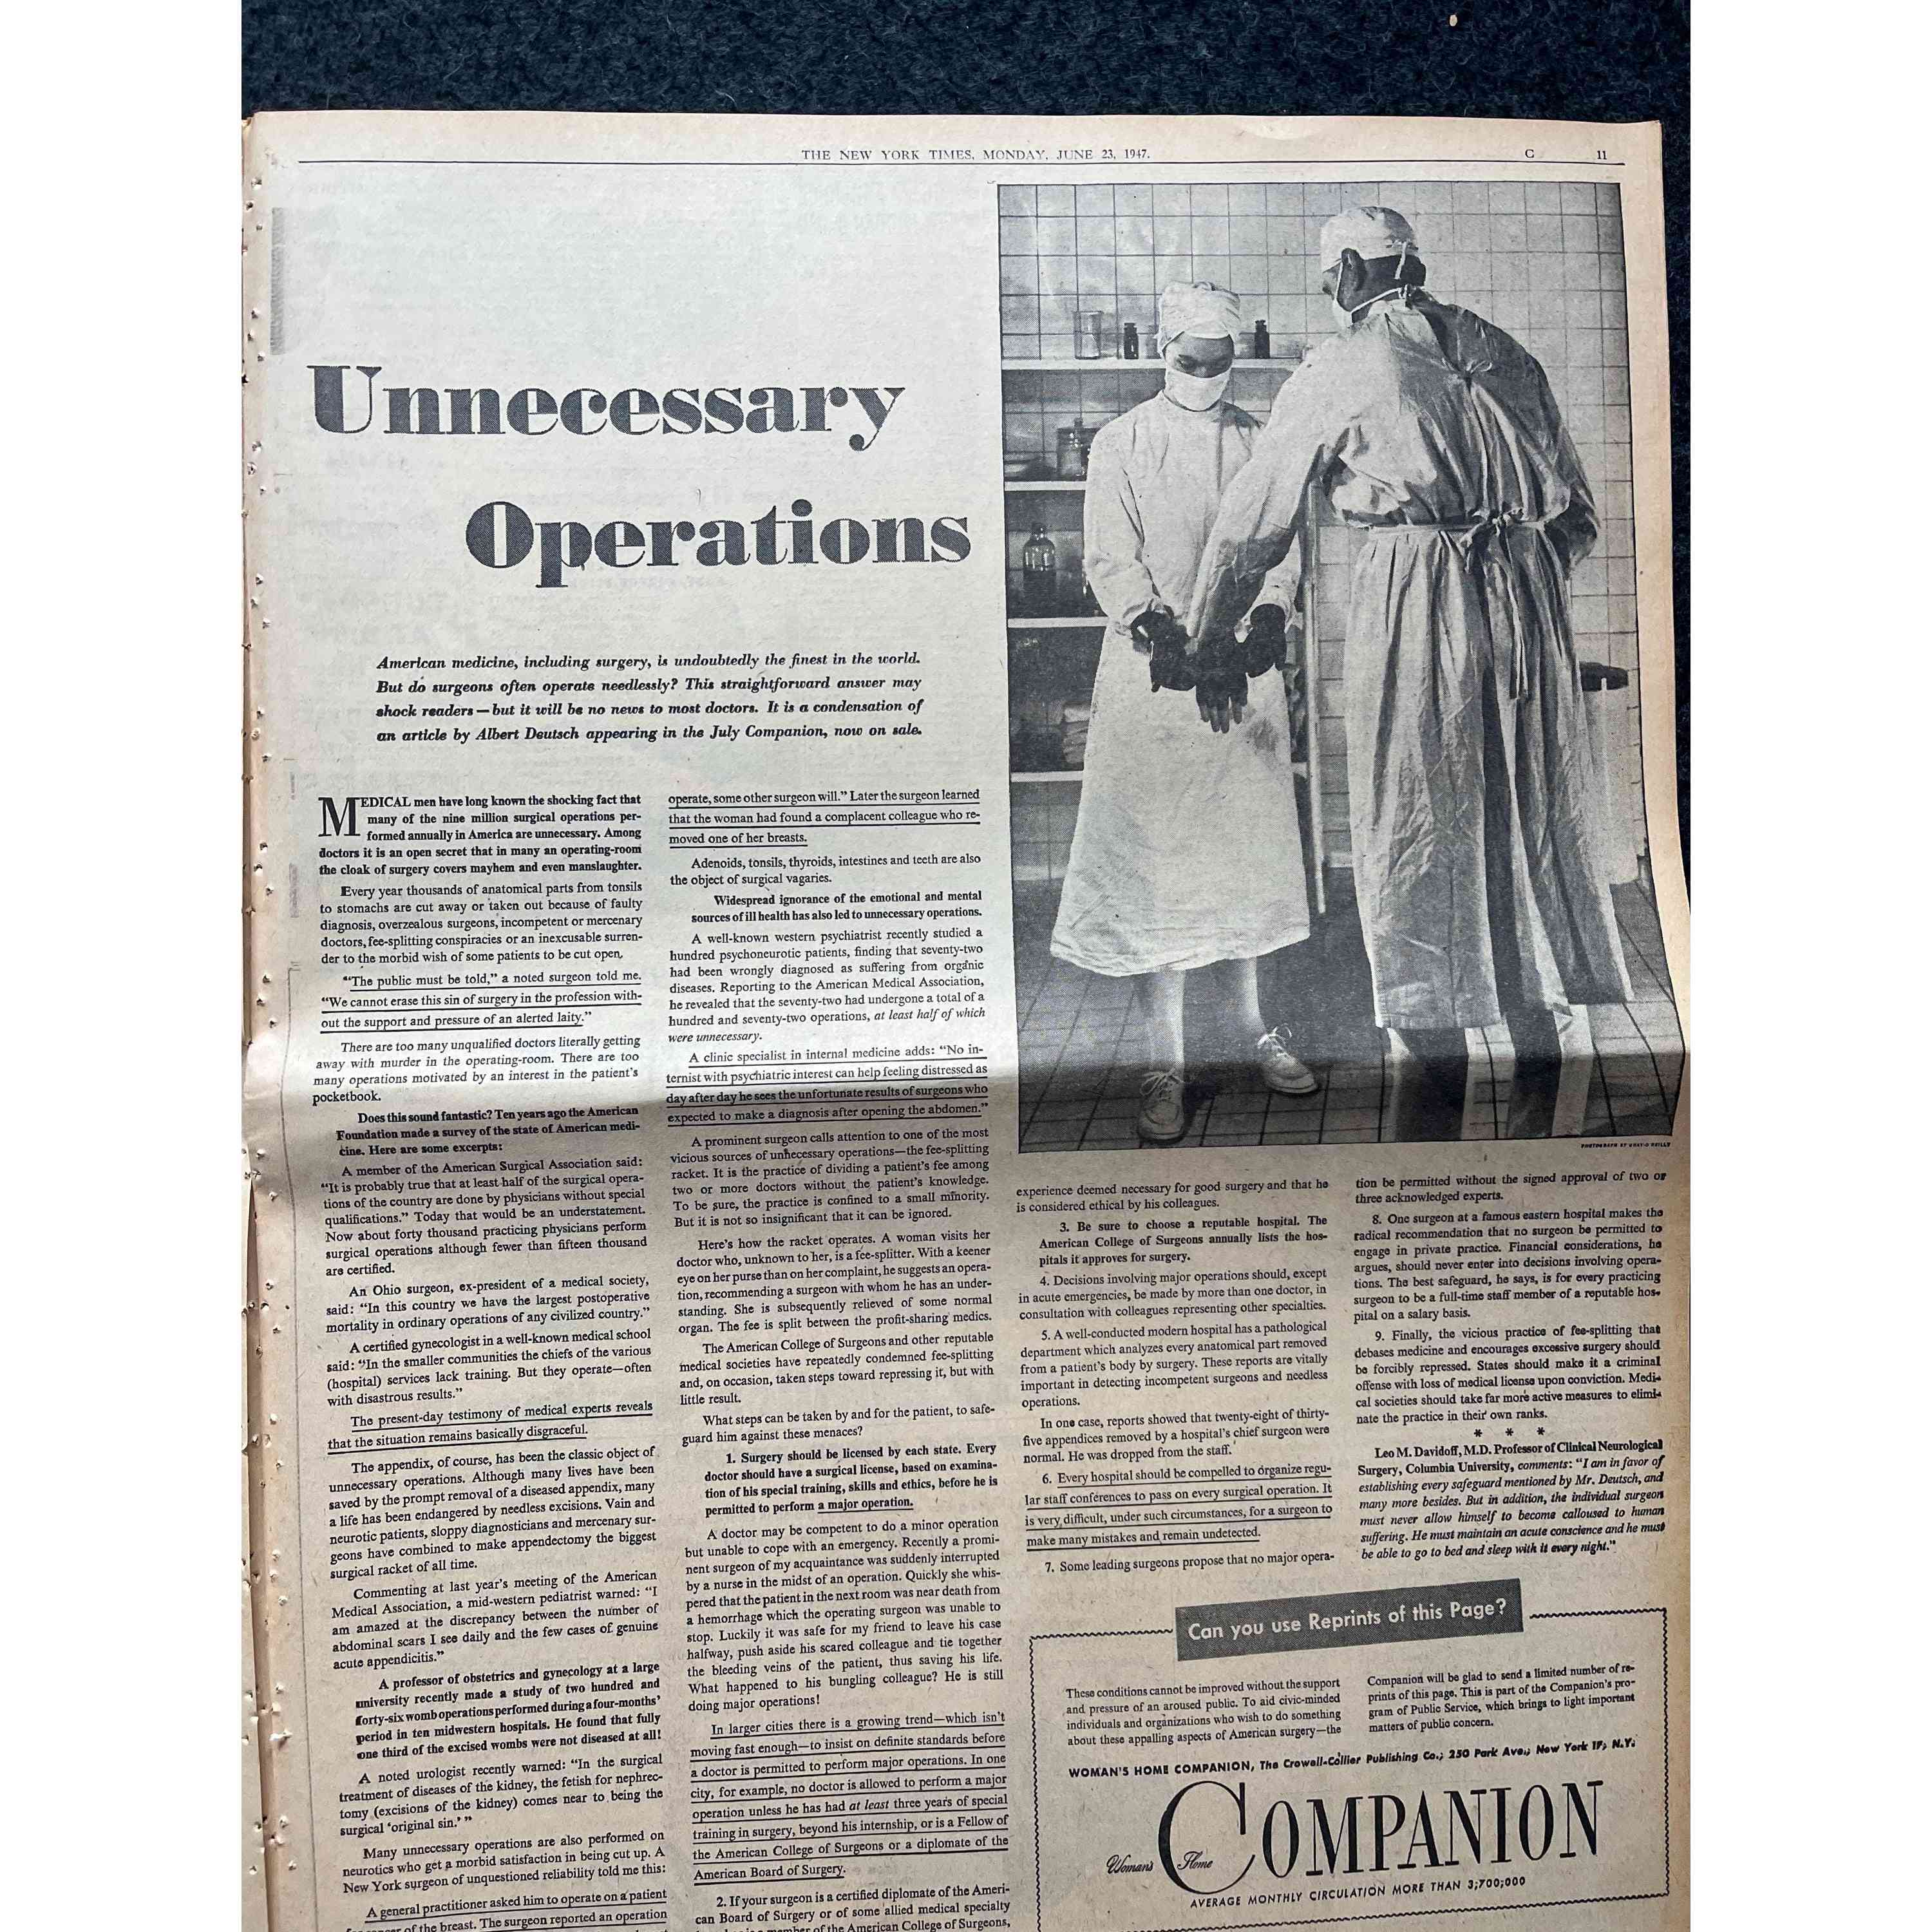 THE NEW YORK TIMES, MONDAY, JUNE 23, 1947.
C 11
Unnecessary
Operations
American medicine, including surgery, is undoubtedly the finest in the world.
But do surgeons often operate needlessly? This straightforward answer may
shock readers—but it will be no news to most doctors. It is a condensation of
an article by Albert Deutsch appearing in the July Companion, now on sale.
MEDICAL men have long known the shocking fact that
many of the nine million surgical operations per-
formed annually in America are unnecessary. Among
doctors it is an open secret that in many an operating-room
the cloak of surgery covers mayhem and even manslaughter.
Every year thousands of anatomical parts from tonsils
to stomachs are cut away or taken out because of faulty
diagnosis, overzealous surgeons, incompetent or mercenary
doctors, fee-splitting conspiracies or an inexcusable surren-
der to the morbid wish of some patients to be cut open.
"The public must be told," a noted surgeon told me.
"We cannot erase this sin of surgery in the profession with-
out the support and pressure of an alerted laity."
There are too many unqualified doctors literally getting
away with murder in the operating-room. There are too
many operations motivated by an interest in the patient's
pocketbook.
Does this sound fantastic? Ten years ago the American
Foundation made a survey of the state of American medi-
cine. Here are some excerpts:
A member of the American Surgical Association said:
"It is probably true that at least half of the surgical opera-
tions of the country are done by physicians without special
qualifications." Today that would be an understatement.
Now about forty thousand practicing physicians perform
surgical operations although fewer than fifteen thousand
are certified.
An Ohio surgeon, ex-president of a medical society,
said: "In this country we have the largest postoperative
mortality in ordinary operations of any civilized country."
A certified gynecologist in a well-known medical school
said: "In the smaller communities the chiefs of the various
(hospital) services lack training. But they operate—often
with disastrous results."
The present-day testimony of medical experts reveals
that the situation remains basically disgraceful.
The appendix, of course, has been the classic object of
unnecessary operations. Although many lives have been
saved by the prompt removal of a diseased appendix, many
a life has been endangered by needless excisions. Vain and
neurotic patients, sloppy diagnosticians and mercenary sur-
geons have combined to make appendectomy the biggest
surgical racket of all time.
Commenting at last year's meeting of the American
Medical Association, a mid-western pediatrist warned: "I
am amazed at the discrepancy between the number of
abdominal scars I see daily and the few cases of genuine
acute appendicitis."
A professor of obstetrics and gynecology at a large
university recently made a study of two hundred and
forty-six womb operations performed during a four-months'
period in ten midwestern hospitals. He found that fully
one third of the excised wombs were not diseased at all!
A noted urologist recently warned: "In the surgical
treatment of diseases of the kidney, the fetish for nephrec-
tomy (excisions of the kidney) comes near to being the
surgical 'original sin.' "
Many unnecessary operations are also performed on
neurotics who get a morbid satisfaction in being cut up. A
New York surgeon of unquestioned reliability told me this:
A general practitioner asked him to operate on a patient
of the breast. The surgeon reported an operation
operate, some other surgeon will." Later the surgeon learned
that the woman had found a complacent colleague who re-
moved one of her breasts.
Adenoids, tonsils, thyroids, intestines and teeth are also
the object of surgical vagaries.
Widespread ignorance of the emotional and mental
sources of ill health has also led to unnecessary operations.
A well-known western psychiatrist recently studied a
hundred psychoneurotic patients, finding that seventy-two
had been wrongly diagnosed as suffering from organic
diseases. Reporting to the American Medical Association,
he revealed that the seventy-two had undergone a total of a
hundred and seventy-two operations, at least half of which
were unnecessary.
A clinic specialist in internal medicine adds: "No in-
ternist with psychiatric interest can help feeling distressed as
day after day he sees the unfortunate results of surgeons who
expected to make a diagnosis after opening the abdomen."
A prominent surgeon calls attention to one of the most
vicious sources of unnecessary operations—the fee-splitting
racket. It is the practice of dividing a patient's fee among
two or more doctors without the patient's knowledge.
To be sure, the practice is confined to a small minority.
But it is not so insignificant that it can be ignored.
Here's how the racket operates. A woman visits her
doctor who, unknown to her, is a fee-splitter. With a keener
eye on her purse than on her complaint, he suggests an opera-
tion, recommending a surgeon with whom he has an under-
standing. She is subsequently relieved of some normal
organ. The fee is split between the profit-sharing medics.
The American College of Surgeons and other reputable
medical societies have repeatedly condemned fee-splitting
and, on occasion, taken steps toward repressing it, but with
little result.
What steps can be taken by and for the patient, to safe-
guard him against these menaces?
1. Surgery should be licensed by each state. Every
doctor should have a surgical license, based on examina-
tion of his special training, skills and ethics, before he is
permitted to perform a major operation.
A doctor may be competent to do a minor operation
but unable to cope with an emergency. Recently a promi-
nent surgeon of my acquaintance was suddenly interrupted
by a nurse in the midst of an operation. Quickly she whis-
pered that the patient in the next room was near death from
a hemorrhage which the operating surgeon was unable to
stop. Luckily it was safe for my friend to leave his case
halfway, push aside his scared colleague and tie together
the bleeding veins of the patient, thus saving his life.
What happened to his bungling colleague? He is still
doing major operations!
In larger cities there is a growing trend—which isn't
moving fast enough—to insist on definite standards before
a doctor is permitted to perform major operations. In one
city, for example, no doctor is allowed to perform a major
operation unless he has had at least three years of special
training in surgery, beyond his internship, or is a Fellow of
the American College of Surgeons or a diplomate of the
American Board of Surgery.
2. If your surgeon is a certified diplomate of the Ameri-
can Board of Surgery or of some allied medical specialty
member of the American College of Surgeons,
PHOTOGRAPH BY REILLY
experience deemed necessary for good surgery and that he
is considered ethical by his colleagues.
3. Be sure to choose a reputable hospital. The
American College of Surgeons annually lists the hos-
pitals it approves for surgery.
4. Decisions involving major operations should, except
in acute emergencies, be made by more than one doctor, in
consultation with colleagues representing other specialties.
5. A well-conducted modern hospital has a pathological
department which analyzes every anatomical part removed
from a patient's body by surgery. These reports are vitally
important in detecting incompetent surgeons and needless
operations.
In one case, reports showed that twenty-eight of thirty-
five appendices removed by a hospital's chief surgeon were
normal. He was dropped from the staff.
6. Every hospital should be compelled to organize regu-
lar staff conferences to pass on every surgical operation. It
is very difficult, under such circumstances, for a surgeon to
make many mistakes and remain undetected.
7. Some leading surgeons propose that no major opera-
tion be permitted without the signed approval of two or
three acknowledged experts.
8. One surgeon at a famous eastern hospital makes the
radical recommendation that no surgeon be permitted to
engage in private practice. Financial considerations, he
argues, should never enter into decisions involving opera-
tions. The best safeguard, he says, is for every practicing
surgeon to be a full-time staff member of a reputable hos-
pital on a salary basis.
9. Finally, the vicious practice of fee-splitting that
debases medicine and encourages excessive surgery should
be forcibly repressed. States should make it a criminal
offense with loss of medical license upon conviction. Medi-
cal societies should take far more active measures to elimi-
nate the practice in their own ranks.
* * *
Leo M. Davidoff, M.D. Professor of Clinical Neurological
Surgery, Columbia University, comments: "I am in favor of
establishing every safeguard mentioned by Mr. Deutsch, and
many more besides. But in addition, the individual surgeon
must never allow himself to become calloused to human
suffering. He must maintain an acute conscience and he must
be able to go to bed and sleep with it every night."
Can you use Reprints of this Page?
These conditions cannot be improved without the support
and pressure of an aroused public. To aid civic-minded
individuals and organizations who wish to do something
about these appalling aspects of American surgery—the
Companion will be glad to send a limited number of re-
prints of this page. This is part of the Companion's pro-
gram of Public Service, which brings to light important
matters of public concern.
WOMAN'S HOME COMPANION, The Crowell-Collier Publishing Co.; 250 Park Ave.; New York 17; N.Y.
Woman's Home COMPANION
AVERAGE MONTHLY CIRCULATION MORE THAN 3,700,000